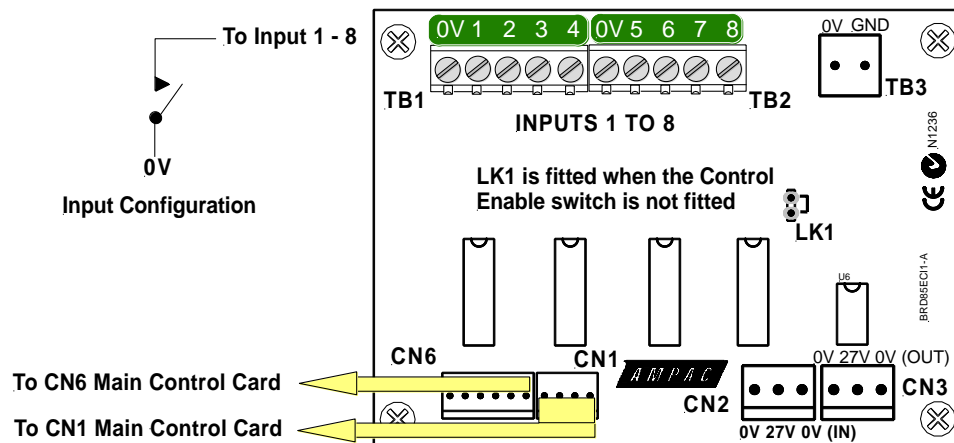 To Input 1 - 8
0V
Input Configuration
0V 1 2 3 4
0V 5 6 7 8
TB1
TB2
INPUTS 1 TO 8
0V GND
TB3
N1236
CE
LK1 is fitted when the Control
Enable switch is not fitted
LK1
U6
BRD85ECI1-A
CN6
CN1
AMPAC
CN2
0V 27V 0V (OUT)
CN3
0V 27V 0V (IN)
To CN6 Main Control Card
To CN1 Main Control Card